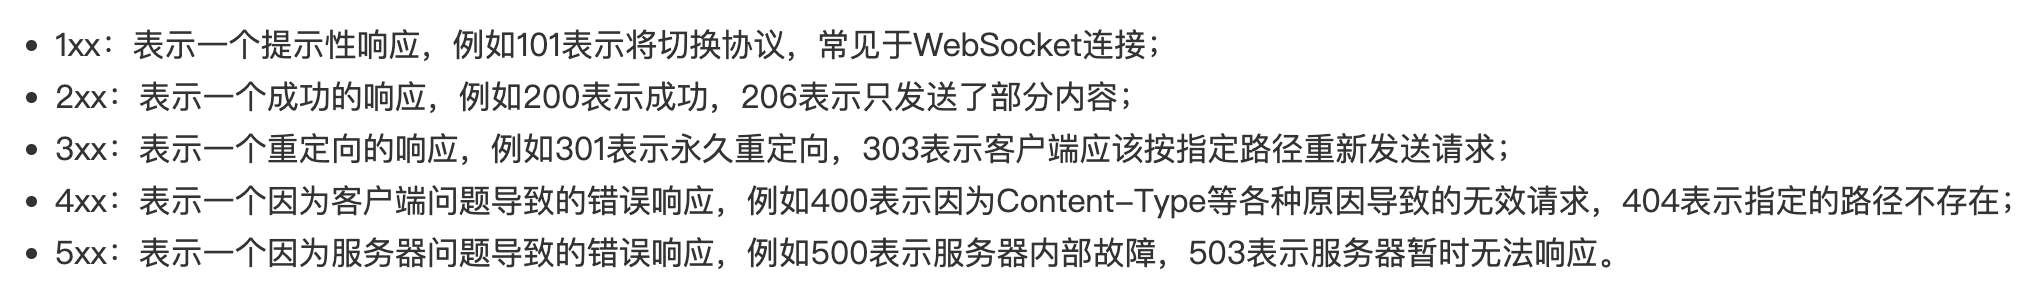 • 1xx：表示一个提示性响应，例如101表示将切换协议，常见于WebSocket连接；
• 2xx：表示一个成功的响应，例如200表示成功，206表示只发送了部分内容；
• 3xx：表示一个重定向的响应，例如301表示永久重定向，303表示客户端应该按指定路径重新发送请求；
• 4xx：表示一个因为客户端问题导致的错误响应，例如400表示因为Content-Type等各种原因导致的无效请求，404表示指定的路径不存在；
• 5xx：表示一个因为服务器问题导致的错误响应，例如500表示服务器内部故障，503表示服务器暂时无法响应。